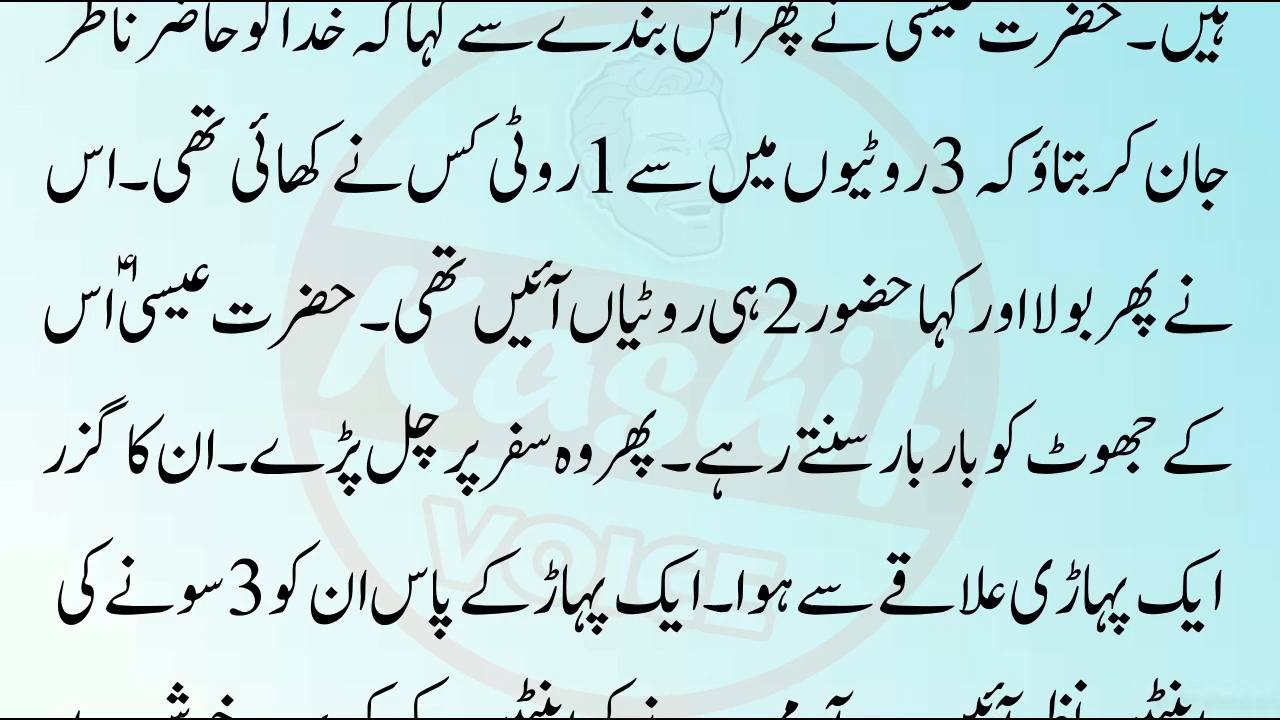 ہیں۔ حضرت عیسیٰ نے پھر اس بندے سے کہا کہ خدا کو حاضر ناظر
جان کر بتاؤ کہ 3 روٹیوں میں سے 1 روٹی کس نے کھائی تھی۔ اس
نے پھر بولا اور کہا حضور 2 ہی روٹیاں آئیں تھی۔ حضرت عیسیٰؑ اس
کے جھوٹ کو بار بار سنتے رہے۔ پھر وہ سفر پر چل پڑے۔ ان کا گزر
ایک پہاڑی علاقے سے ہوا۔ ایک پہاڑ کے پاس ان کو 3 سونے کی
Kashif
VOICE